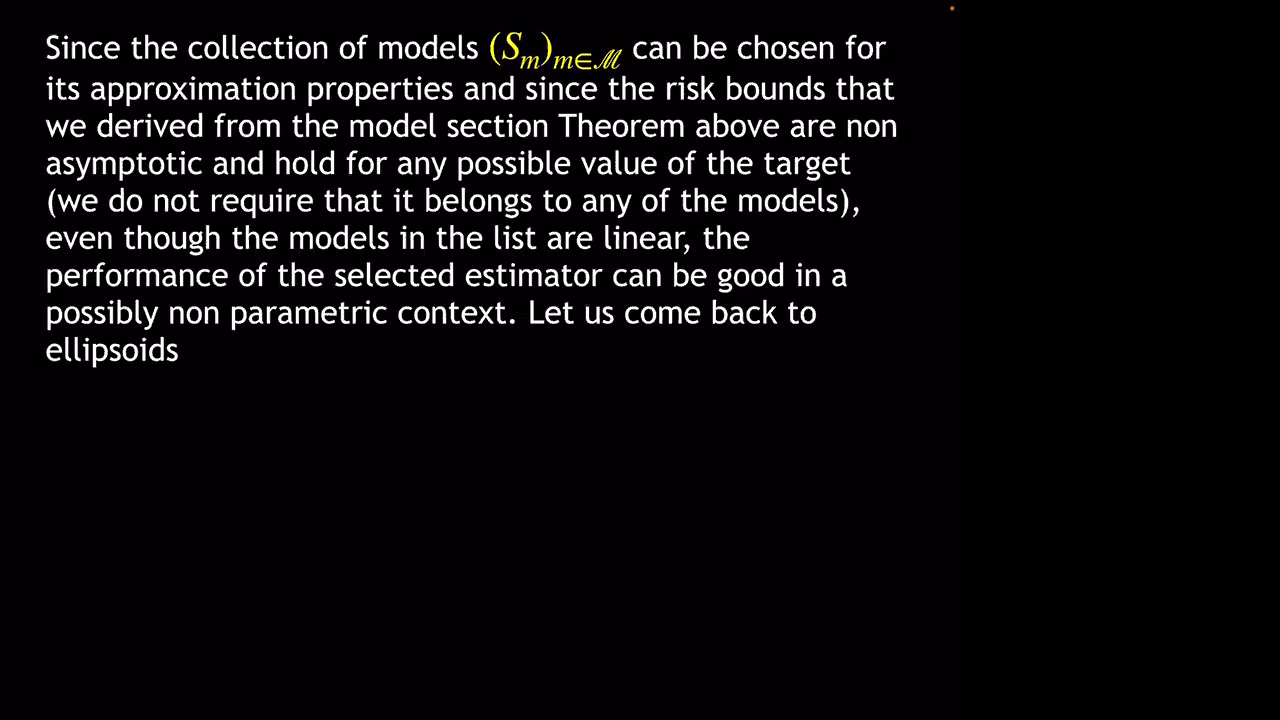 Since the collection of models $(S_m)_{m \in \mathcal{M}}$ can be chosen for
its approximation properties and since the risk bounds that
we derived from the model section Theorem above are non
asymptotic and hold for any possible value of the target
(we do not require that it belongs to any of the models),
even though the models in the list are linear, the
performance of the selected estimator can be good in a
possibly non parametric context. Let us come back to
ellipsoids